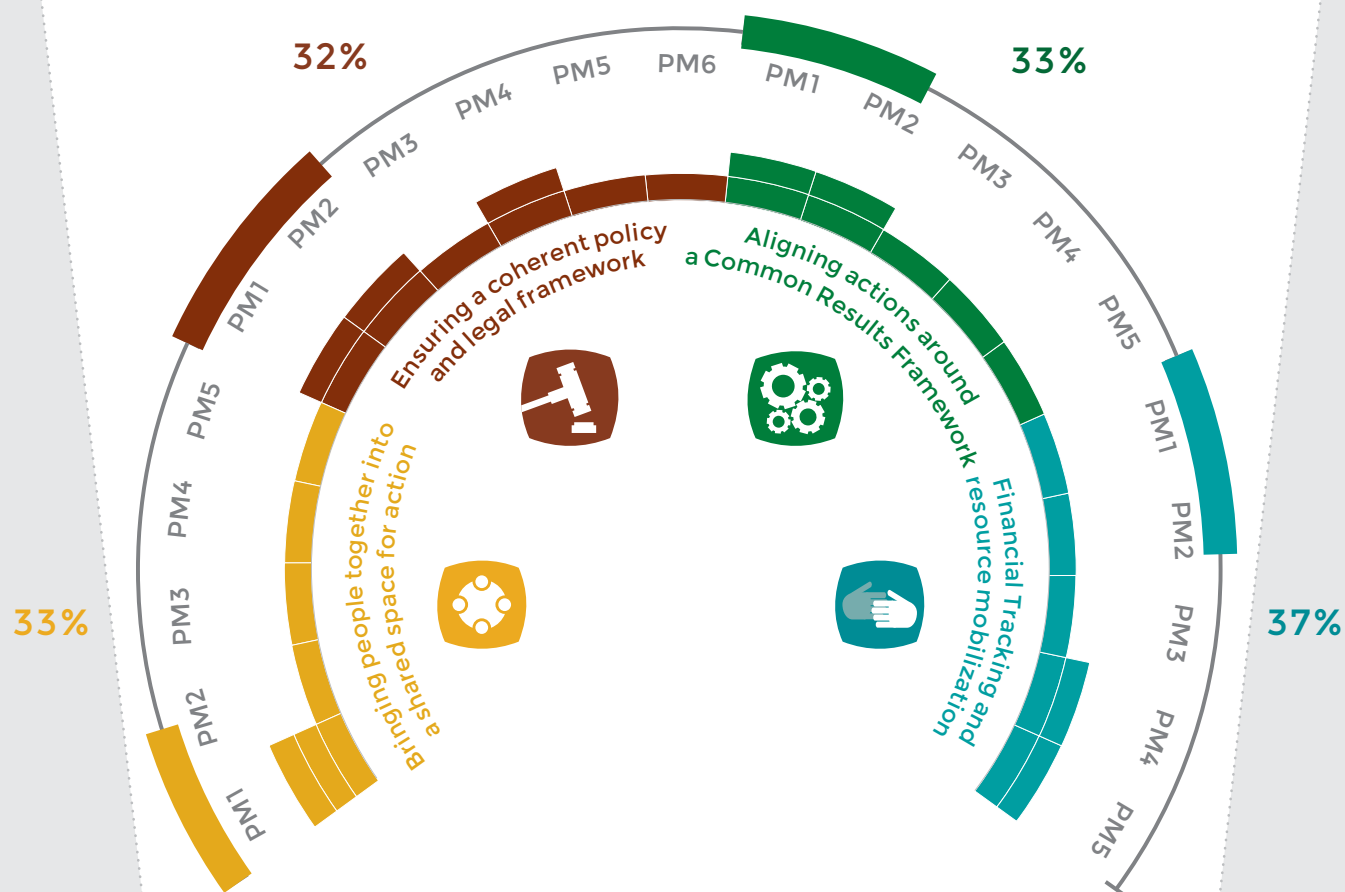 32%
33%
33%
37%
PM1
PM2
PM3
PM4
PM5
PM1
PM2
PM3
PM4
PM5
PM6
PM1
PM2
PM3
PM4
PM5
PM1
PM2
PM3
PM4
PM5
Bringing people together into
a shared space for action
Ensuring a coherent policy
and legal framework
Aligning actions around
a Common Results Framework
Financial Tracking and
resource mobilization